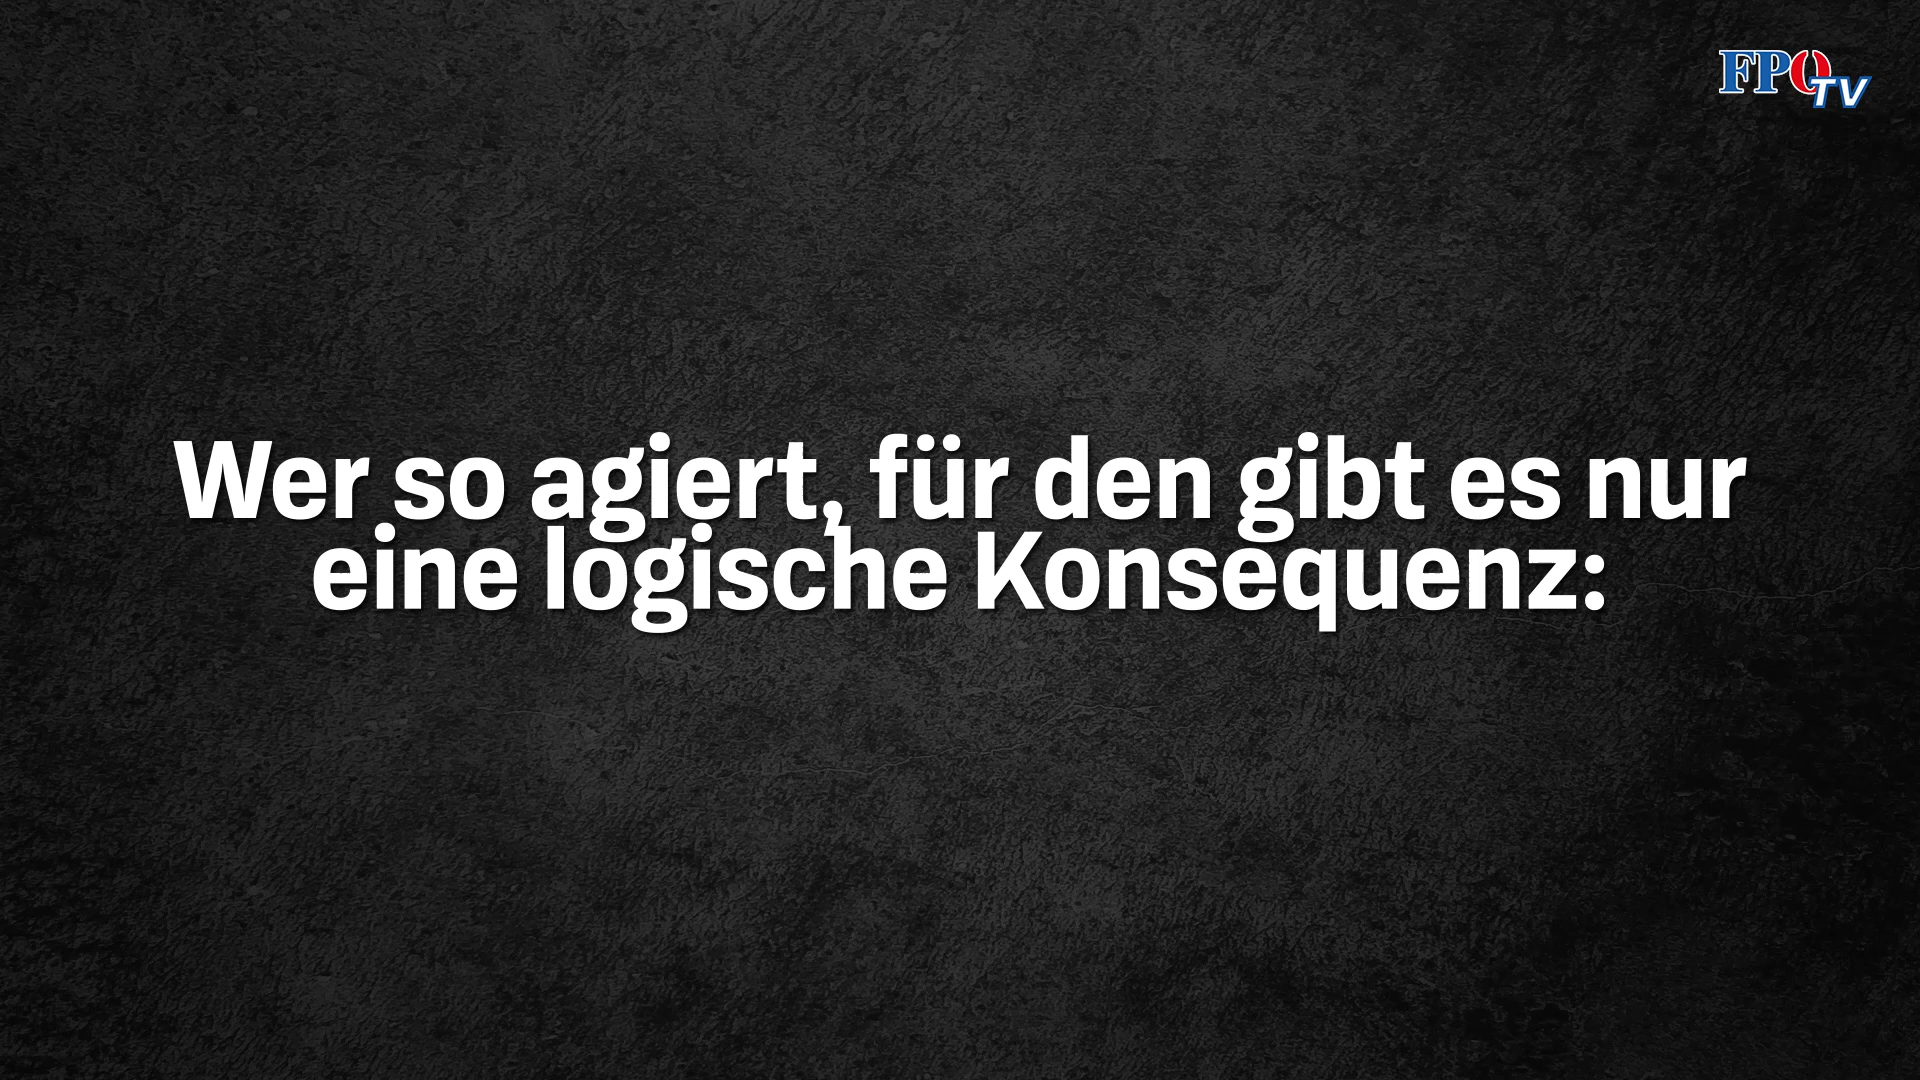 FPÖ TV
Wer so agiert, für den gibt es nur
eine logische Konsequenz: